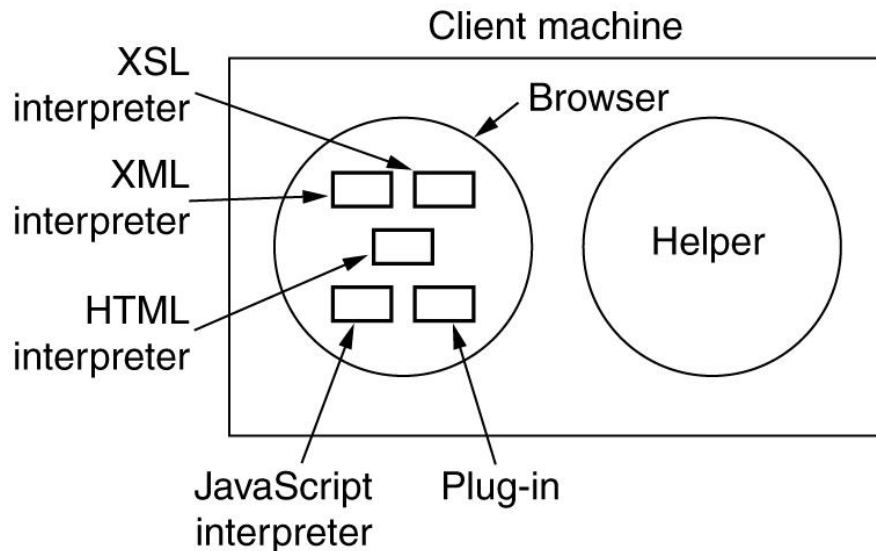 Client machine
XSL
interpreter
Browser
XML
interpreter
Helper
HTML
interpreter
JavaScript
interpreter
Plug-in